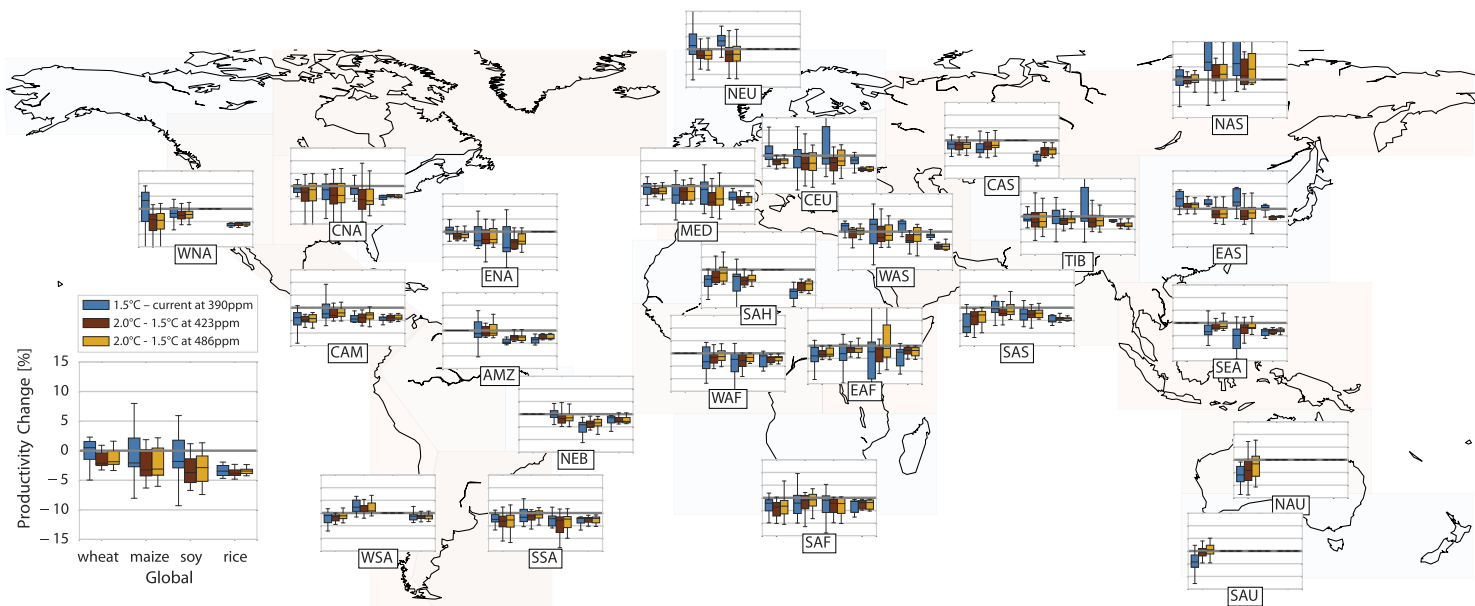 NEU
NAS
CAS
CEU
WNA
CNA
MED
ENA
WAS
TIB
EAS
SAH
1.5°C – current at 390ppm
2.0°C - 1.5°C at 423ppm
2.0°C - 1.5°C at 486ppm
CAM
AMZ
SAS
SEA
WAF
EAF
Productivity Change [%]
15
10
5
0
−5
−10
−15
wheat maize soy rice
Global
NEB
NAU
WSA
SSA
SAF
SAU